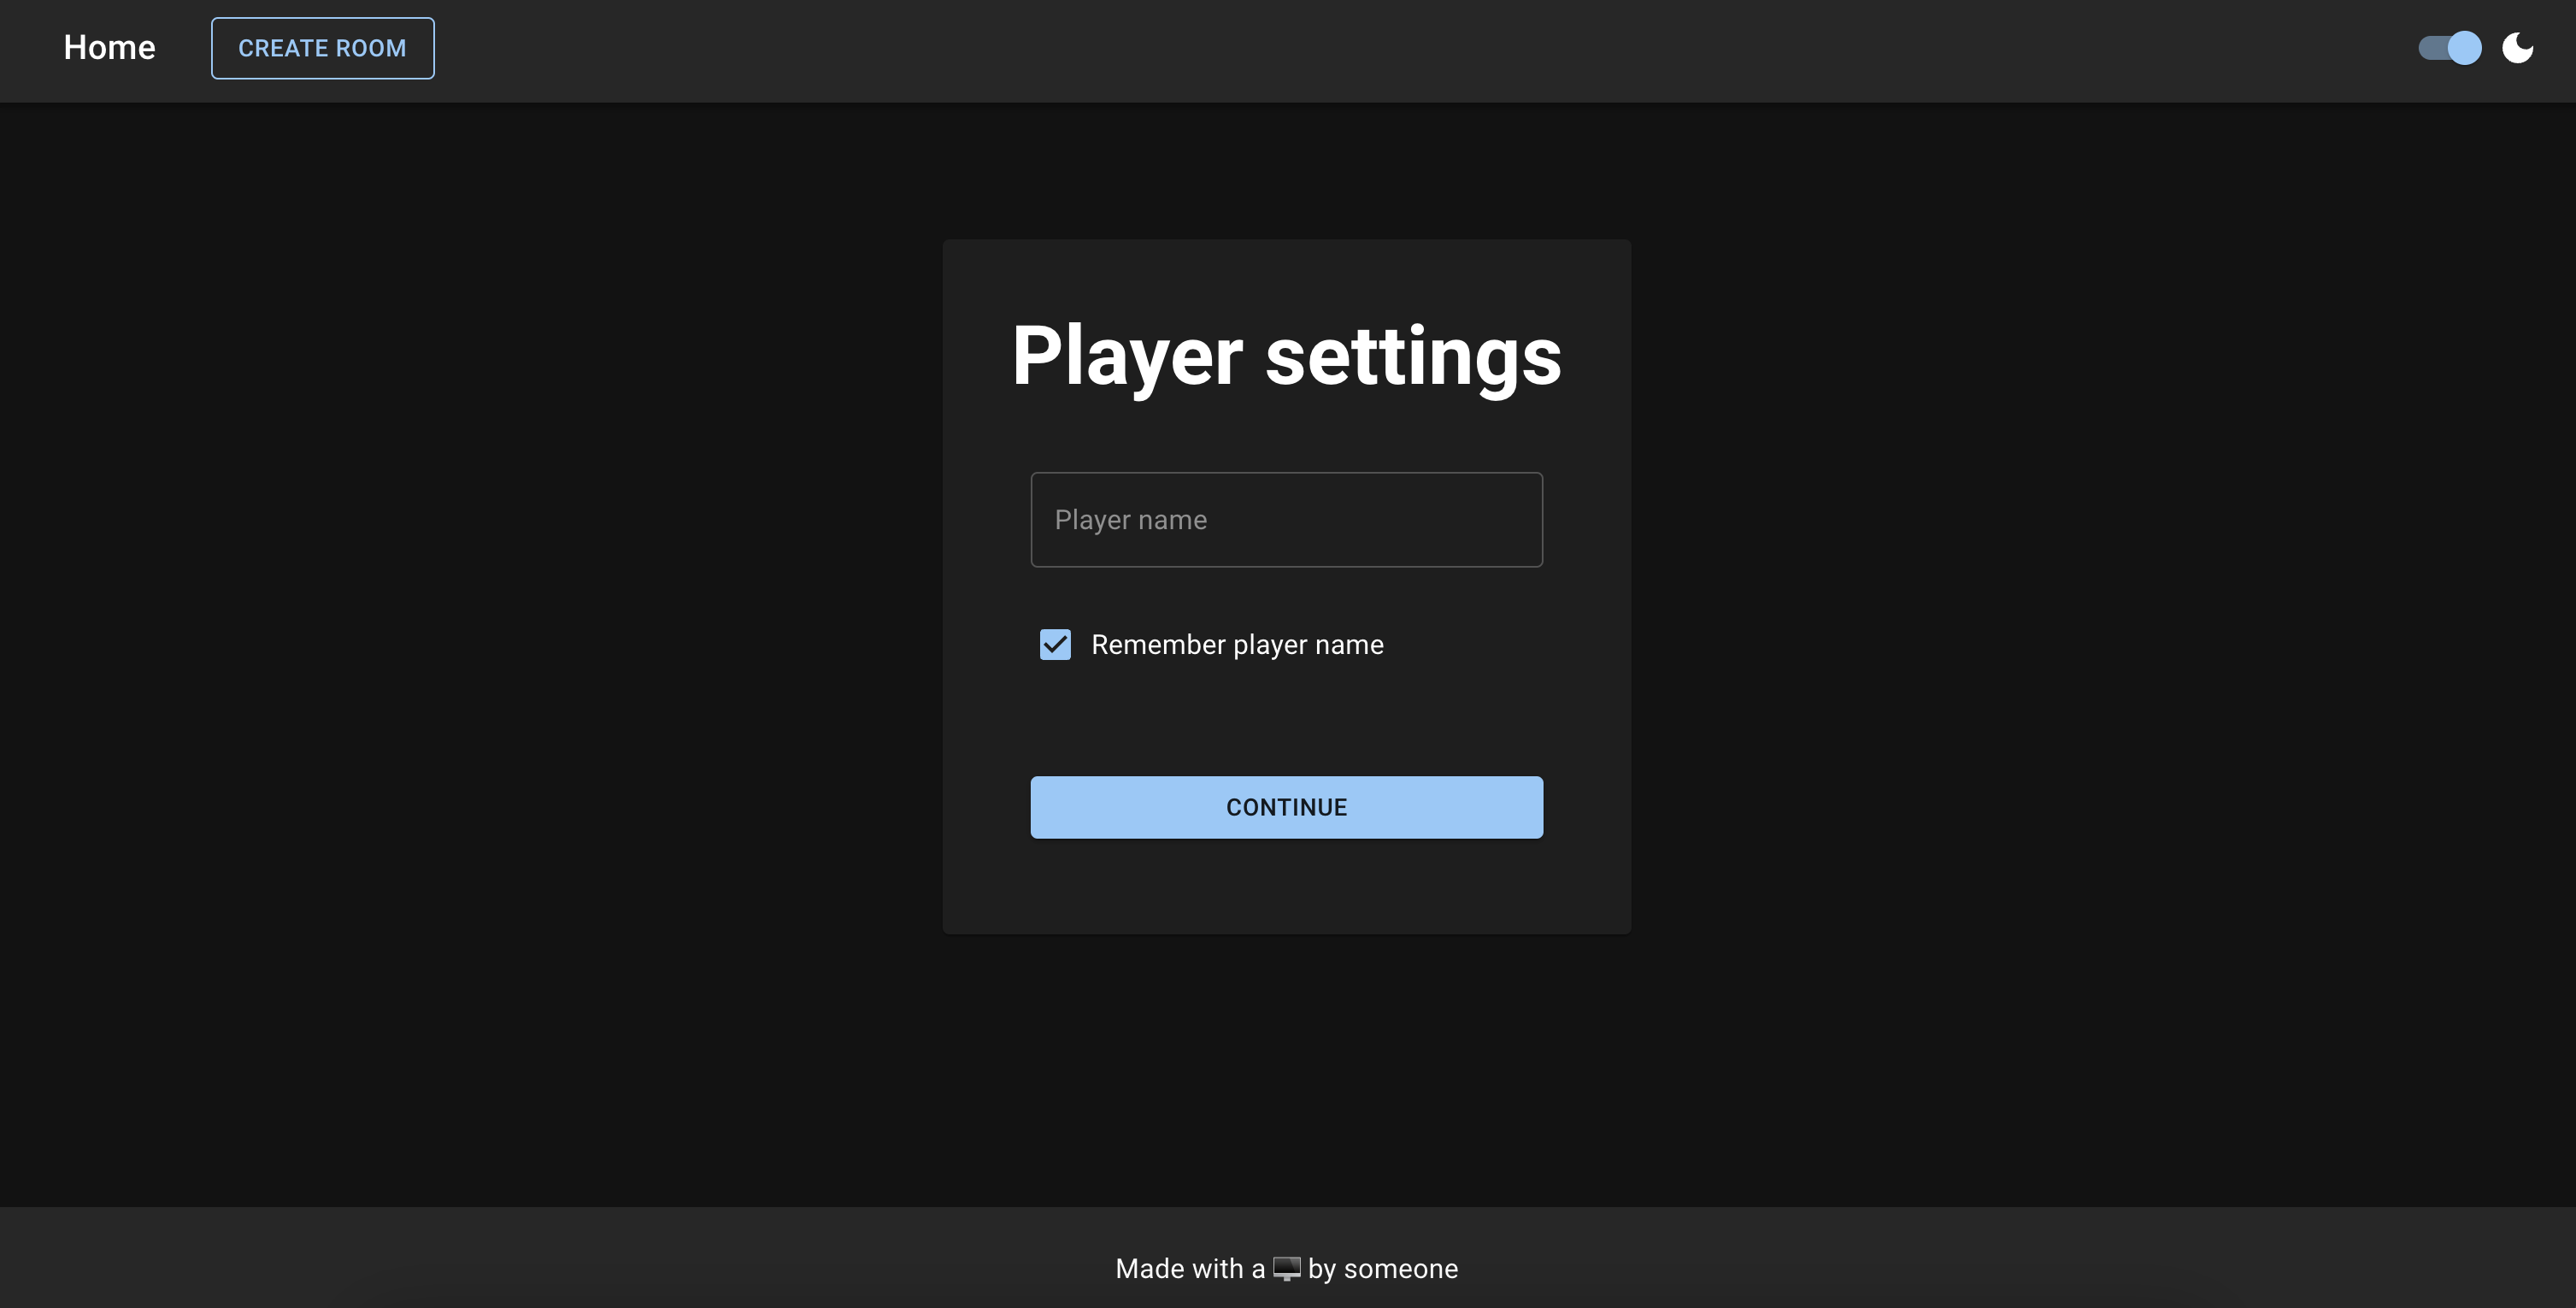 Home
CREATE ROOM
Player settings
Player name
Remember player name
CONTINUE
Made with a 🖥️ by someone